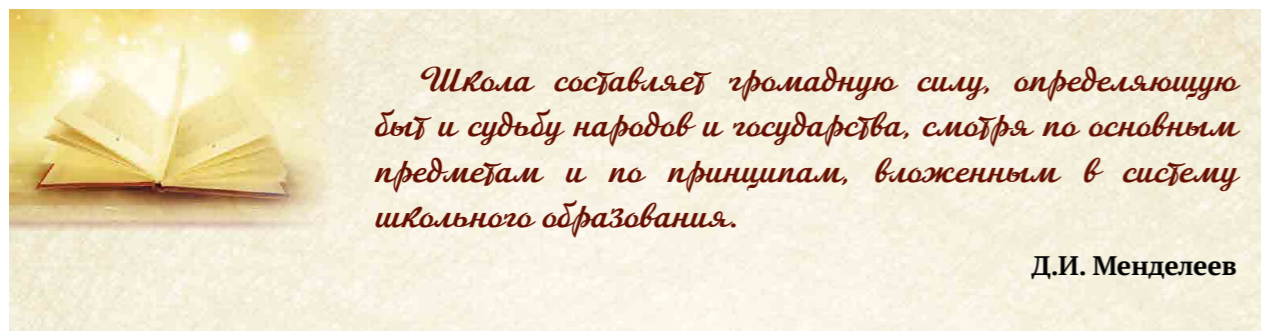 Школа составляет громадную силу, определяющую
быт и судьбу народов и государства, смотря по основным
предметам и по принципам, вложенным в систему
школьного образования.
Д.И. Менделеев